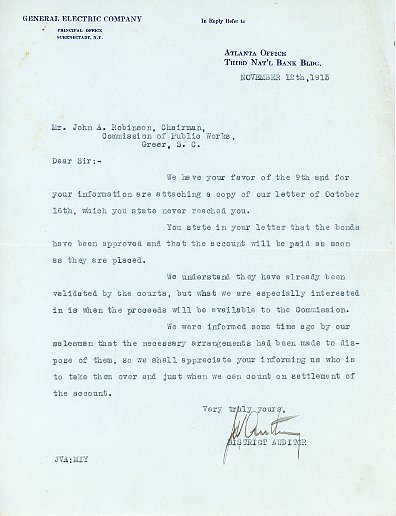 GENERAL ELECTRIC COMPANY
PRINCIPAL OFFICE
SCHENECTADY, N.Y.
In Reply Refer to
ATLANTA OFFICE
THIRD NAT'L BANK BLDG.
NOVEMBER 12th, 1915
Mr. John A. Robinson, Chairman,
Commission of Public Works,
Greer, S. C.
Dear Sir:-
We have your favor of the 9th and for
your information are attaching a copy of our letter of October
16th, which you state never reached you.
You state in your letter that the bonds
have been approved and that the account will be paid as soon
as they are placed.
We understand they have already been
validated by the courts, but what we are especially interested
in is when the proceeds will be available to the Commission.
We were informed some time ago by our
salesman that the necessary arrangements had been made to dis-
pose of them, so we shall appreciate your informing us who is
to take them over and just when we can count on settlement of
the account.
Very truly yours,
DISTRICT AUDITOR
JVA:MIY